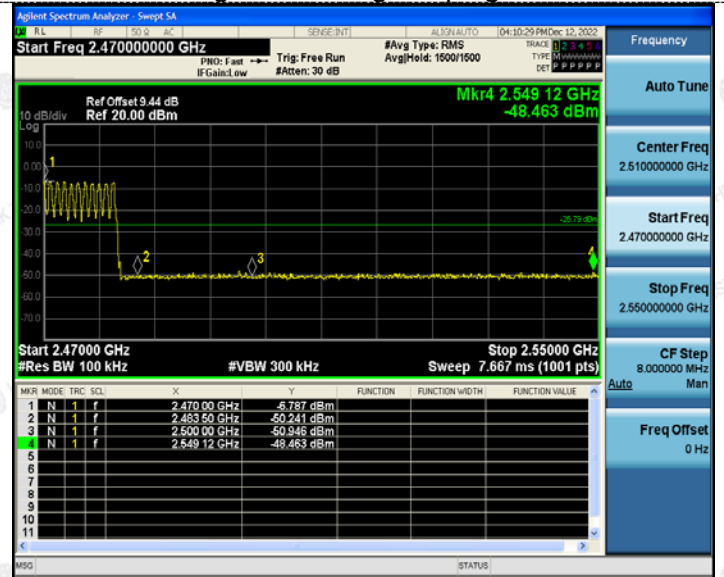 Agilent Spectrum Analyzer - Swept SA
RL RF 50 Ω AC SENSE:INT ALIGNAUTO 04:10:29 PM Dec 12, 2022
Start Freq 2.470000000 GHz
PNO: Fast
IFGain:Low
Trig: Free Run
#Atten: 30 dB
#Avg Type: RMS
Avg|Hold: 1500/1500
TRACE 1 2 3 4 5 6
TYPE M
DET P P P P P P
Frequency
Auto Tune
Center Freq
2.510000000 GHz
Start Freq
2.470000000 GHz
Stop Freq
2.550000000 GHz
CF Step
8.000000 MHz
Auto Man
Freq Offset
0 Hz
Mkr4 2.549 12 GHz
-48.463 dBm
Ref Offset 9.44 dB
10 dB/div Ref 20.00 dBm
Log
10.0
0.00
-10.0
-20.0
-30.0
-40.0
-50.0
-60.0
-70.0
1
2
3
4
Start 2.47000 GHz Stop 2.55000 GHz
#Res BW 100 kHz #VBW 300 kHz Sweep 7.667 ms (1001 pts)
MKR MODE TRC SCL X Y FUNCTION FUNCTION WIDTH FUNCTION VALUE
1 N 1 f 2.470 00 GHz -6.787 dBm
2 N 1 f 2.483 50 GHz -50.241 dBm
3 N 1 f 2.500 00 GHz -50.946 dBm
4 N 1 f 2.549 12 GHz -48.463 dBm
5
6
7
8
9
10
11
MSG STATUS